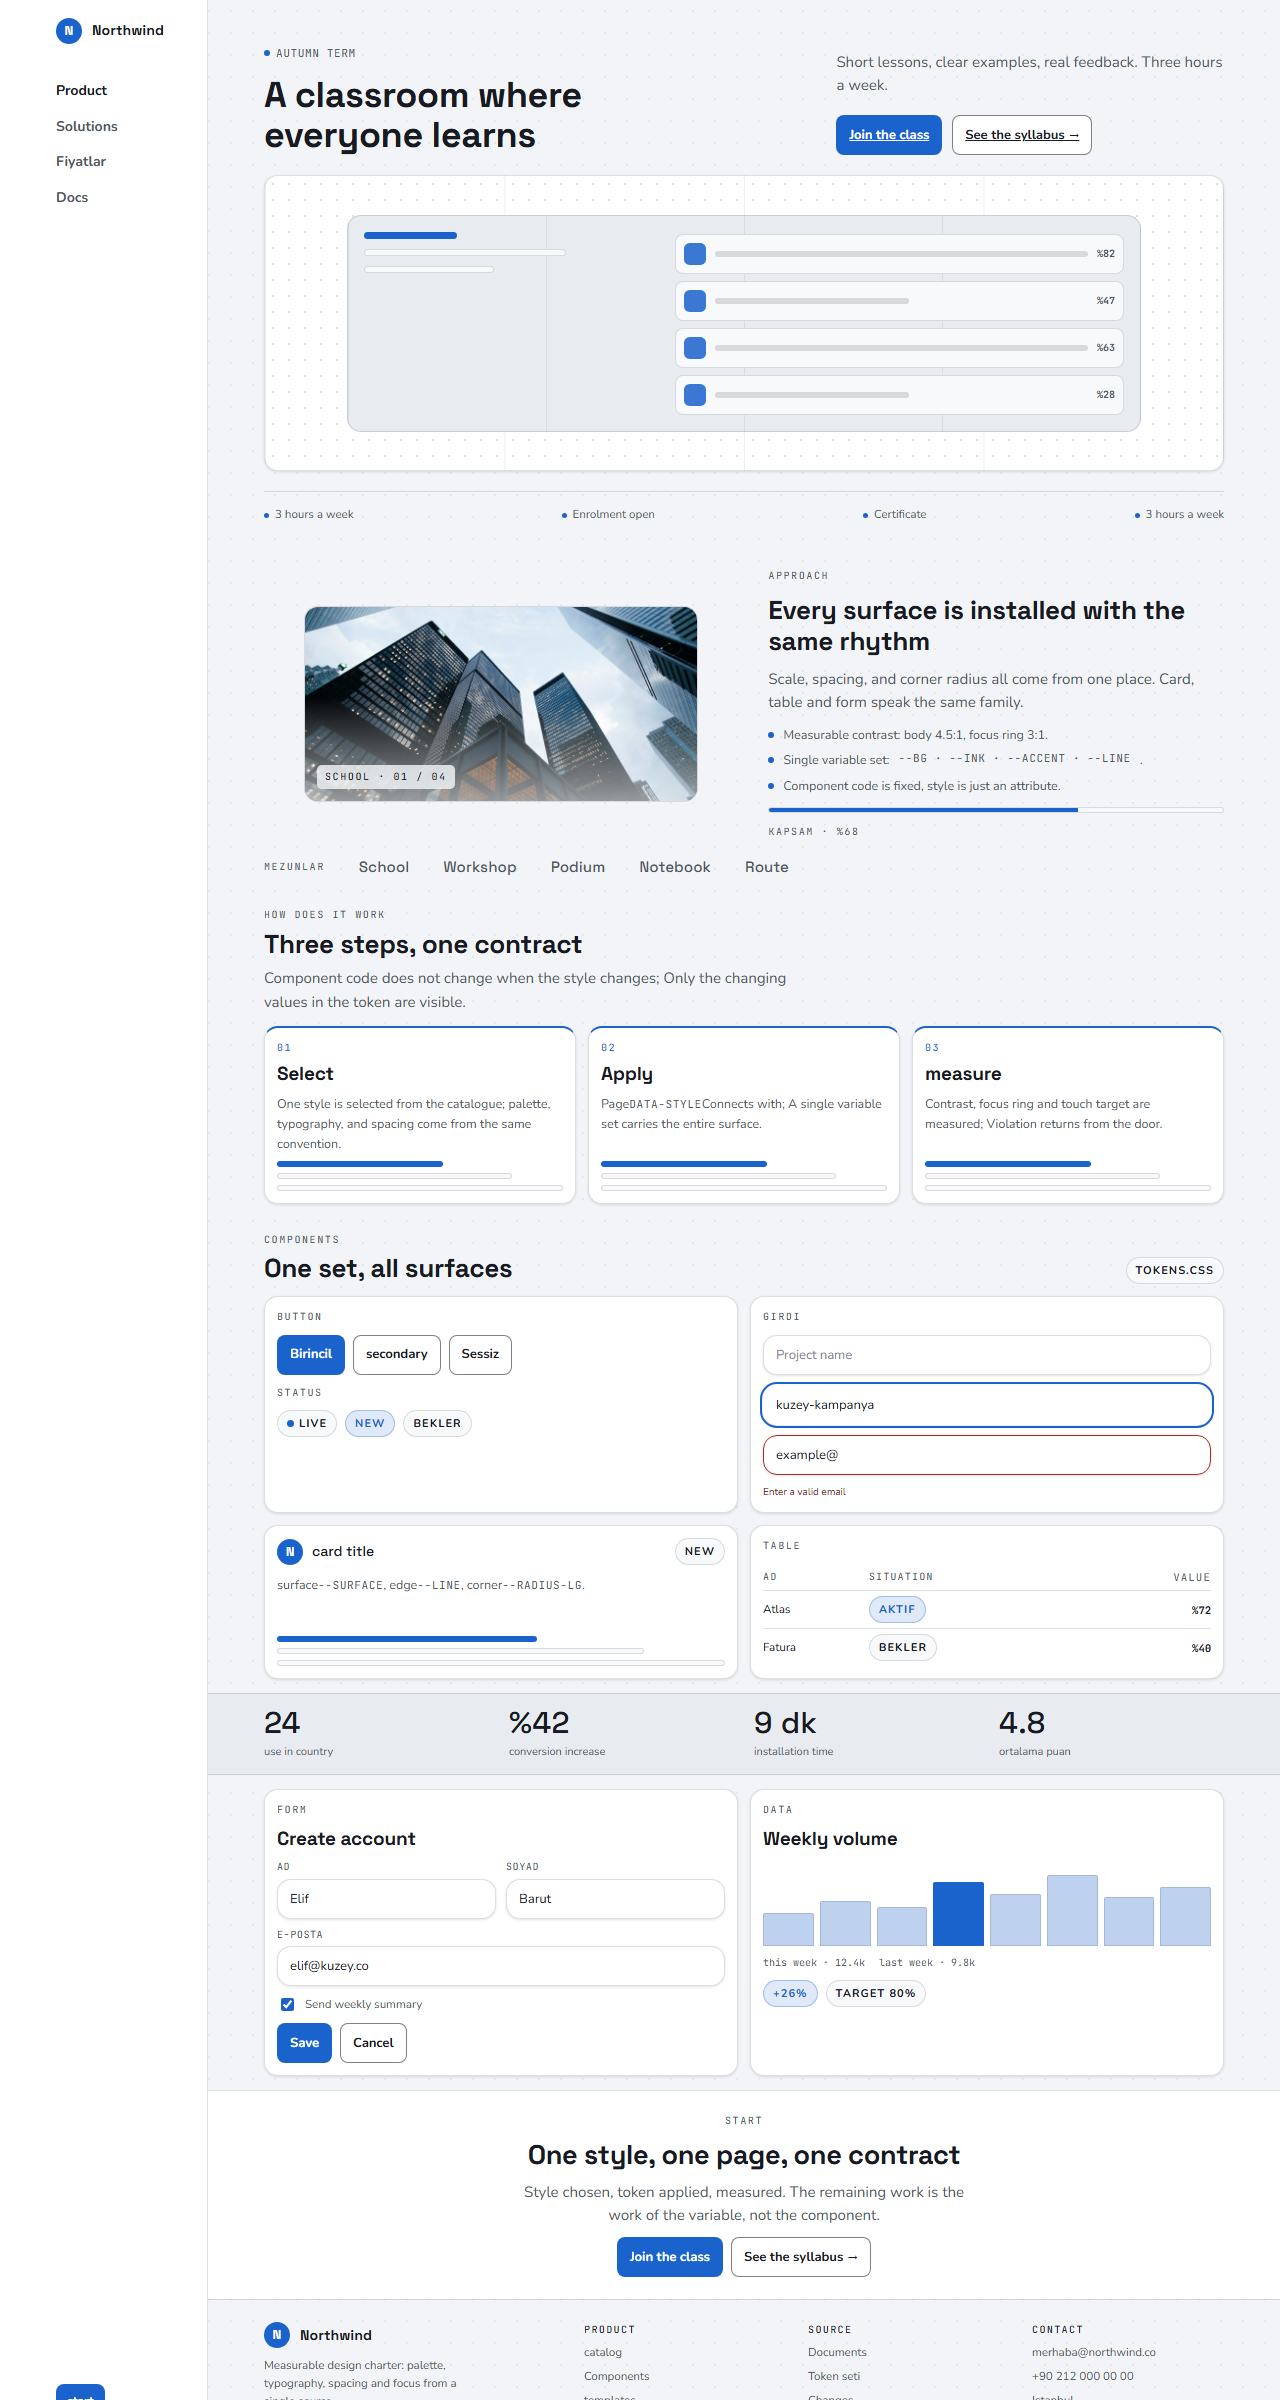 N Northwind
Product
Solutions
Fiyatlar
Docs
AUTUMN TERM
A classroom where
everyone learns
Short lessons, clear examples, real feedback. Three hours
a week.
Join the class
See the syllabus →
%82
%47
%63
%28
3 hours a week
Enrolment open
Certificate
3 hours a week
SCHOOL · 01 / 04
APPROACH
Every surface is installed with the
same rhythm
Scale, spacing, and corner radius all come from one place. Card,
table and form speak the same family.
Measurable contrast: body 4.5:1, focus ring 3:1.
Single variable set: --BG · --INK · --ACCENT · --LINE .
Component code is fixed, style is just an attribute.
KAPSAM · %68
MEZUNLAR School Workshop Podium Notebook Route
HOW DOES IT WORK
Three steps, one contract
Component code does not change when the style changes; Only the changing
values in the token are visible.
01
Select
One style is selected from the catalogue; palette,
typography, and spacing come from the same
convention.
02
Apply
PageDATA-STYLEConnects with; A single variable
set carries the entire surface.
03
measure
Contrast, focus ring and touch target are
measured; Violation returns from the door.
COMPONENTS
One set, all surfaces
TOKENS.CSS
BUTTON
Birincil
secondary
Sessiz
STATUS
LIVE
NEW
BEKLER
GIRDI
Project name
kuzey-kampanya
example@
Enter a valid email
N card title
NEW
surface--SURFACE, edge--LINE, corner--RADIUS-LG.
TABLE
AD SITUATION VALUE
Atlas AKTIF %72
Fatura BEKLER %40
24
use in country
%42
conversion increase
9 dk
installation time
4.8
ortalama puan
FORM
Create account
AD
SOYAD
Elif
Barut
E-POSTA
elif@kuzey.co
Send weekly summary
Save
Cancel
DATA
Weekly volume
this week · 12.4k last week · 9.8k
+26%
TARGET 80%
START
One style, one page, one contract
Style chosen, token applied, measured. The remaining work is the
work of the variable, not the component.
Join the class
See the syllabus →
N Northwind
Measurable design charter: palette,
typography, spacing and focus from a
PRODUCT
catalog
Components
SOURCE
Documents
Token seti
CONTACT
merhaba@northwind.co
+90 212 000 00 00